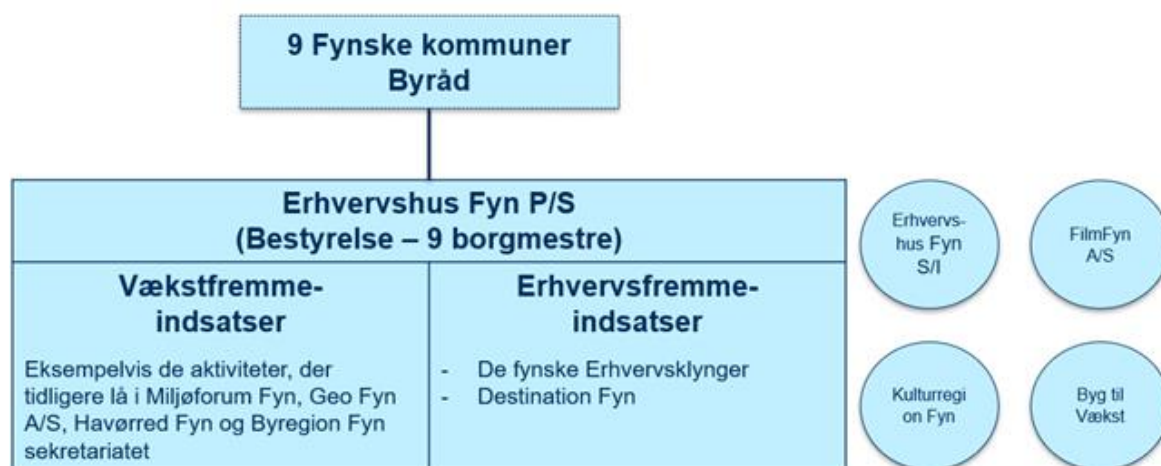 9 Fynske kommuner
Byråd
Erhvervshus Fyn P/S
(Bestyrelse – 9 borgmestre)
Vækstfremme-
indsatser
Eksempelvis de aktiviteter, der
tidligere lå i Miljøforum Fyn, Geo Fyn
A/S, Havørred Fyn og Byregion Fyn
sekretariatet
Erhvervsfremme-
indsatser
- De fynske Erhvervsklynger
- Destination Fyn
Erhvervs-
hus Fyn
S/I
FilmFyn
A/S
Kulturregi
on Fyn
Byg til
Vækst